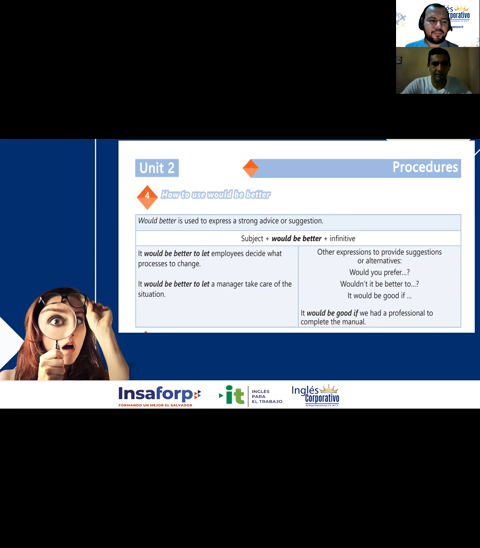 Inglés
Corporativo
Unit 2
Procedures
4
How to use would be better
Would better is used to express a strong advice or suggestion.
Subject + would be better + infinitive
It would be better to let employees decide what
processes to change.
It would be better to let a manager take care of the
situation.
Other expressions to provide suggestions
or alternatives:
Would you prefer...?
Wouldn't it be better to...?
It would be good if ...
It would be good if we had a professional to
complete the manual.
Insaforp
FORMANDO UN MEJOR EL SALVADOR
it
INGLÉS
PARA
EL TRABAJO
Inglés
Corporativo